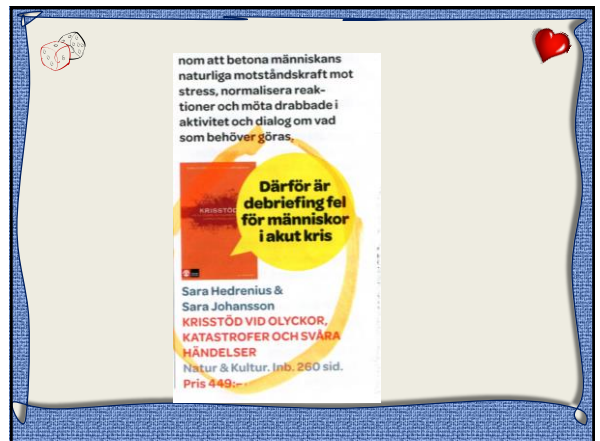 nom att betona människans
naturliga motståndskraft mot
stress, normalisera reak-
tioner och möta drabbade i
aktivitet och dialog om vad
som behöver göras,
KRISSTÖD
Därför är
debriefing fel
för människor
i akut kris
Sara Hedrenius &
Sara Johansson
KRISSTÖD VID OLYCKOR,
KATASTROFER OCH SVÅRA
HÄNDELSER
Natur & Kultur. Inb. 260 sid.
Pris 449:-